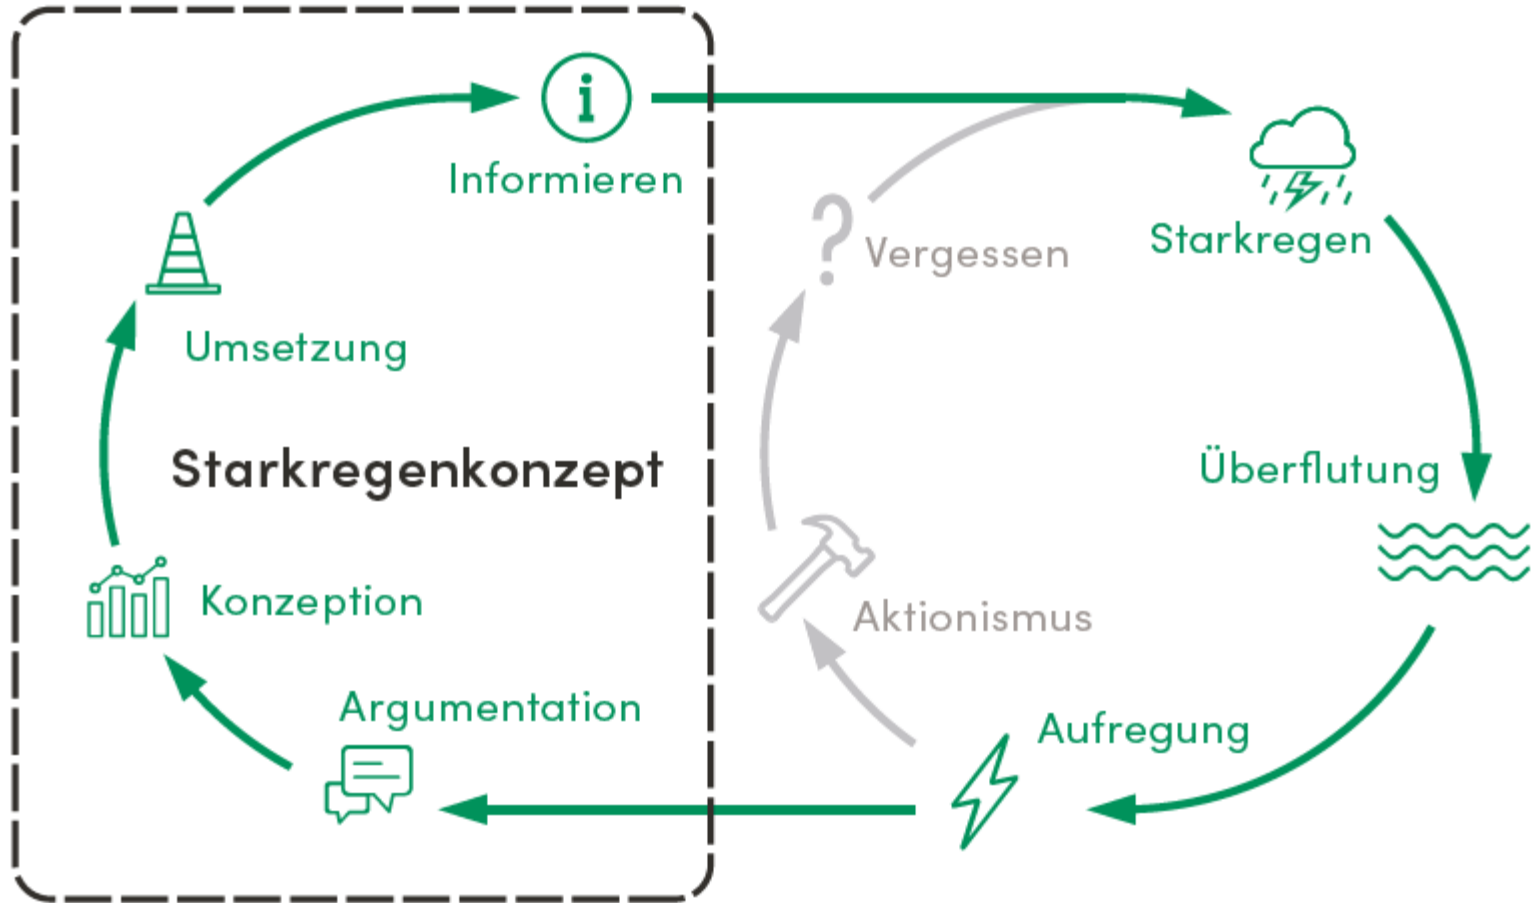 Informieren
Starkregen
Vergessen
Umsetzung
Starkregenkonzept
Überflutung
Konzeption
Aktionismus
Argumentation
Aufregung